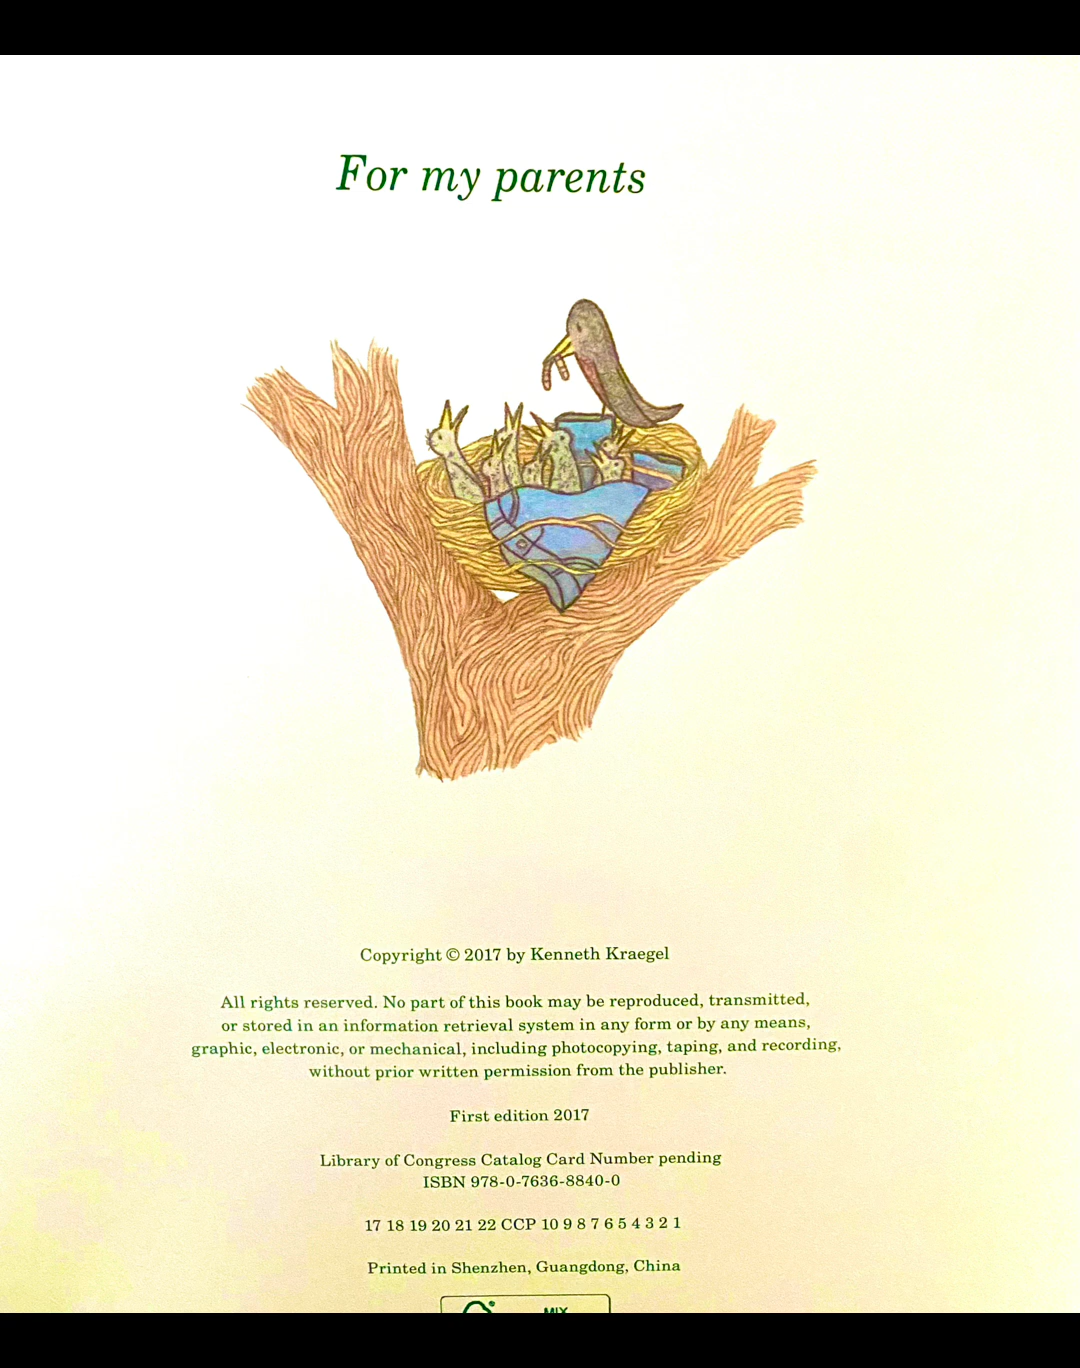 For my parents
Copyright © 2017 by Kenneth Kraegel
All rights reserved. No part of this book may be reproduced, transmitted,
or stored in an information retrieval system in any form or by any means,
graphic, electronic, or mechanical, including photocopying, taping, and recording,
without prior written permission from the publisher.
First edition 2017
Library of Congress Catalog Card Number pending
ISBN 978-0-7636-8840-0
17 18 19 20 21 22 CCP 10 9 8 7 6 5 4 3 2 1
Printed in Shenzhen, Guangdong, China
MIX